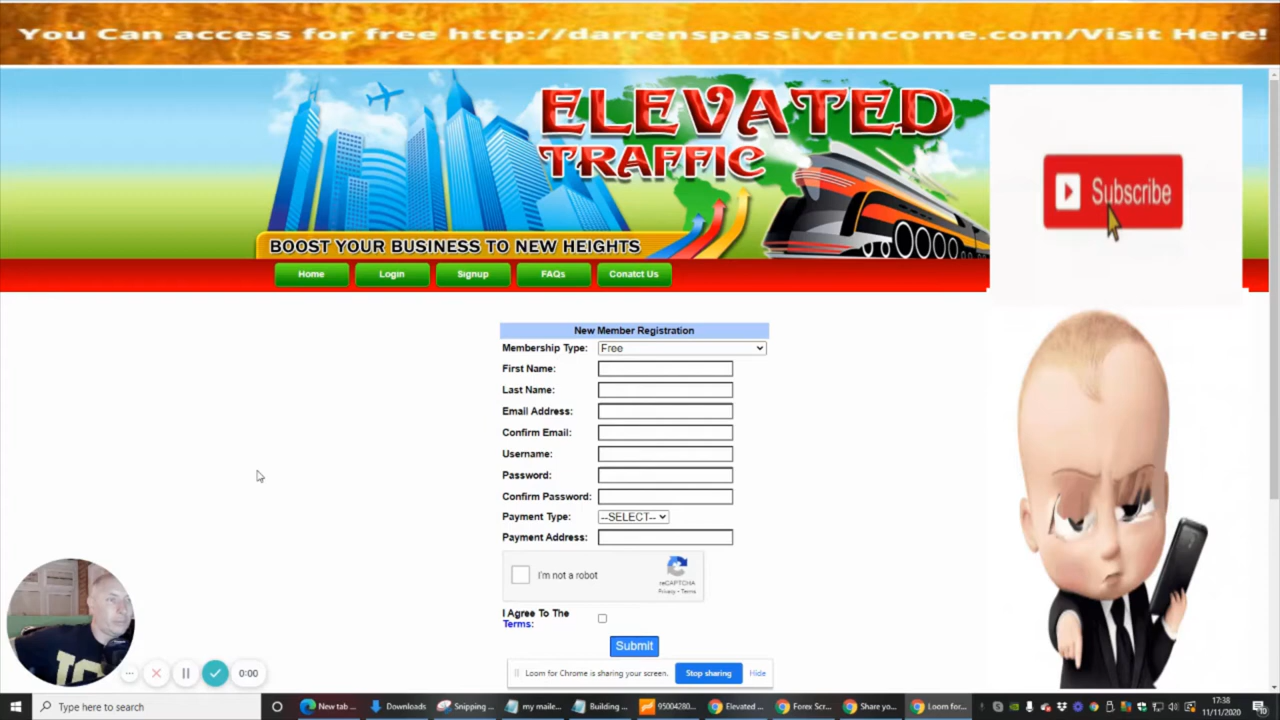 You Can access for free http://darrenspassiveincome.com/Visit Here!
ELEVATED
TRAFFIC
BOOST YOUR BUSINESS TO NEW HEIGHTS
Subscribe
Home Login Signup FAQs Conatct Us
New Member Registration
Membership Type: Free
First Name:
Last Name:
Email Address:
Confirm Email:
Username:
Password:
Confirm Password:
Payment Type: --SELECT--
Payment Address:
I'm not a robot
reCAPTCHA
Privacy - Terms
I Agree To The
Terms:
Submit
Loom for Chrome is sharing your screen. Stop sharing Hide
0:00
Type here to search
New tab ... Downloads Snipping ... my maile... Building ... 95004280... Elevated ... Forex Scr... Share yo... Loom for...
17:38
11/11/2020